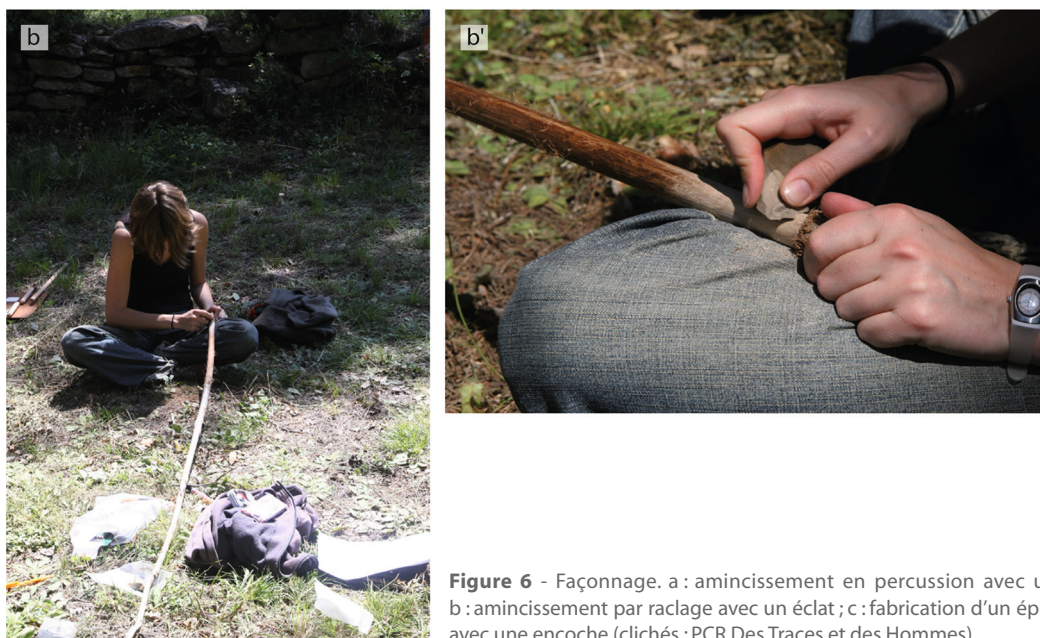 b
b'
Figure 6 - Façonnage. a : amincissement en percussion avec
b : amincissement par raclage avec un éclat ; c : fabrication d'un
avec une encoche (clichés : PCR Des Traces et des Hommes)